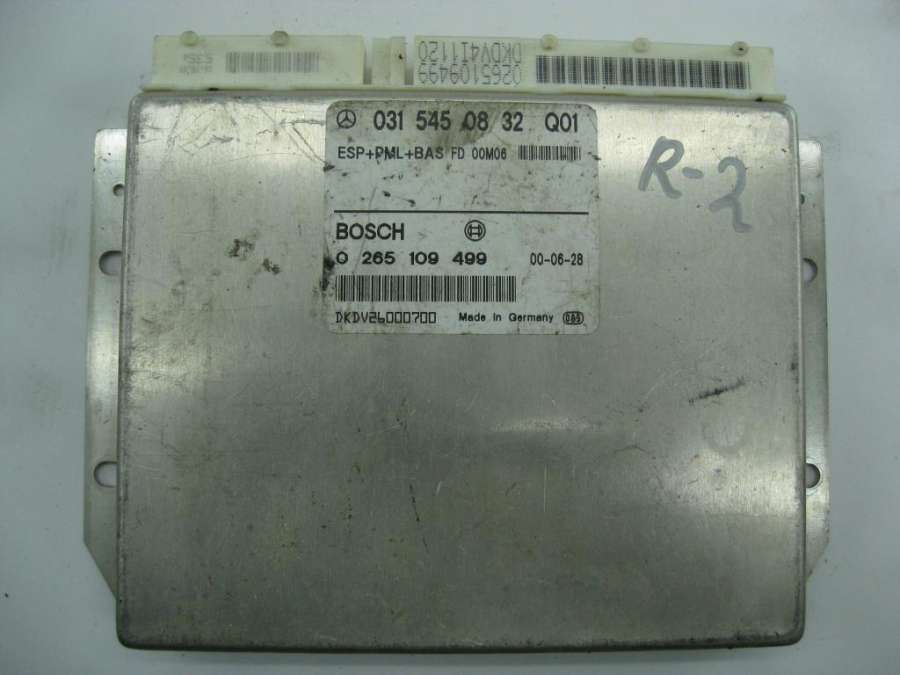 0265109499
DKDV4I1120
031 545 08 32 Q01
ESP+PML+BAS FD 00M06
R-2
BOSCH
0 265 109 499 00-06-28
DKDV26000700 Made in Germany